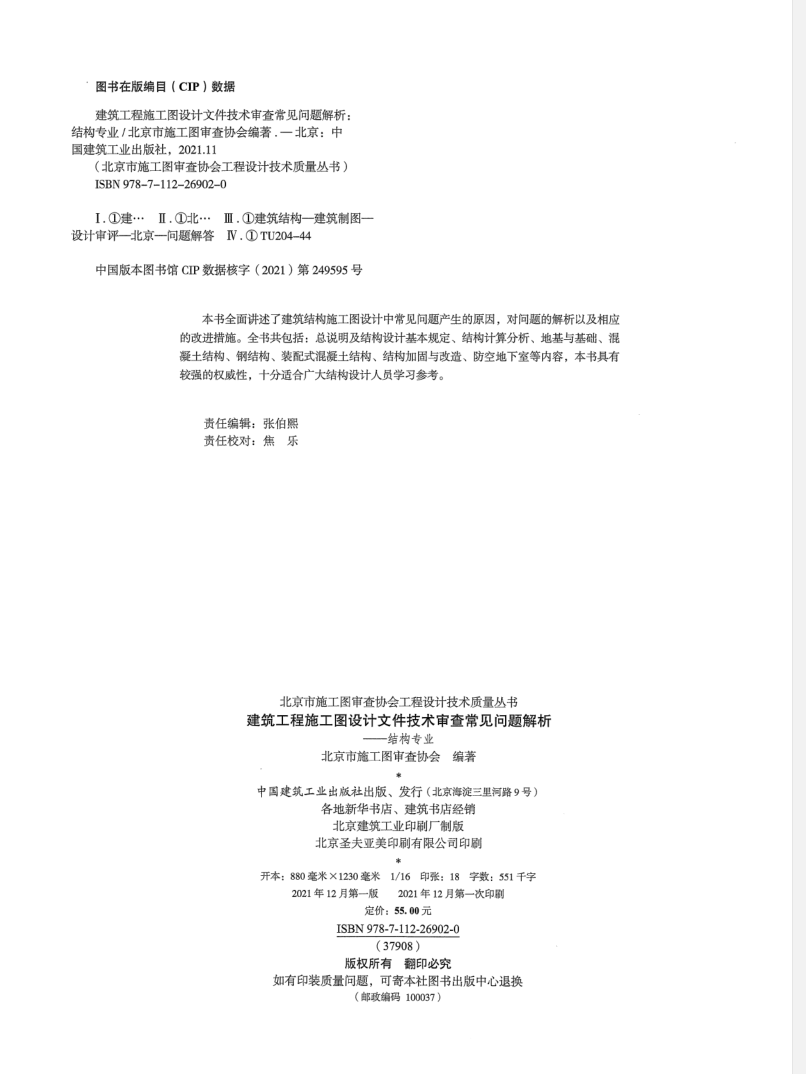 图书在版编目（CIP）数据
建筑工程施工图设计文件技术审查常见问题解析：
结构专业 / 北京市施工图审查协会编著 . — 北京：中
国建筑工业出版社，2021.11
（北京市施工图审查协会工程设计技术质量丛书）
ISBN 978-7-112-26902-0
Ⅰ . ①建… Ⅱ . ①北… Ⅲ . ①建筑结构—建筑制图—
设计审评—北京—问题解答 Ⅳ . ① TU204-44
中国版本图书馆 CIP 数据核字（2021）第 249595 号
本书全面讲述了建筑结构施工图设计中常见问题产生的原因，对问题的解析以及相应
的改进措施。全书共包括：总说明及结构设计基本规定、结构计算分析、地基与基础、混
凝土结构、钢结构、装配式混凝土结构、结构加固与改造、防空地下室等内容，本书具有
较强的权威性，十分适合广大结构设计人员学习参考。
责任编辑：张伯熙
责任校对：焦 乐
北京市施工图审查协会工程设计技术质量丛书
建筑工程施工图设计文件技术审查常见问题解析
——结构专业
北京市施工图审查协会 编著
*
中国建筑工业出版社出版、发行（北京海淀三里河路 9 号）
各地新华书店、建筑书店经销
北京建筑工业印刷厂制版
北京圣夫亚美印刷有限公司印刷
*
开本：880 毫米×1230 毫米 1/16 印张：18 字数：551 千字
2021 年 12 月第一版 2021 年 12 月第一次印刷
定价：55.00 元
ISBN 978-7-112-26902-0
（37908）
版权所有 翻印必究
如有印装质量问题，可寄本社图书出版中心退换
（邮政编码 100037）